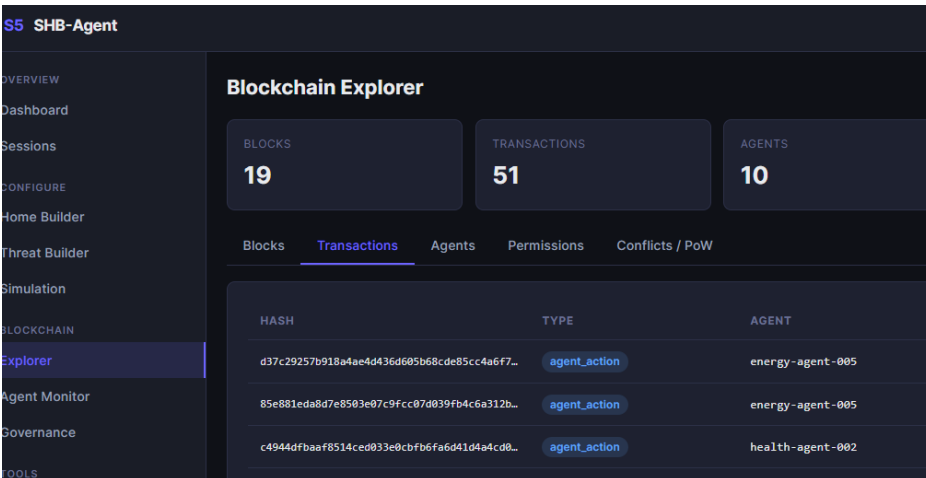 S5 SHB-Agent
OVERVIEW
Dashboard
Sessions
CONFIGURE
Home Builder
Threat Builder
Simulation
BLOCKCHAIN
Explorer
Agent Monitor
Governance
TOOLS
Blockchain Explorer
BLOCKS TRANSACTIONS AGENTS
19 51 10
Blocks Transactions Agents Permissions Conflicts / PoW
HASH TYPE AGENT
d37c29257b918a4ae4d436d605b68cde85cc4a6f7… agent_action energy-agent-005
85e881eda8d7e8503e07c9fcc07d039fb4c6a312b… agent_action energy-agent-005
c4944dfbaaf8514ced033e0cbfb6fa6d41d4a4cd0… agent_action health-agent-002